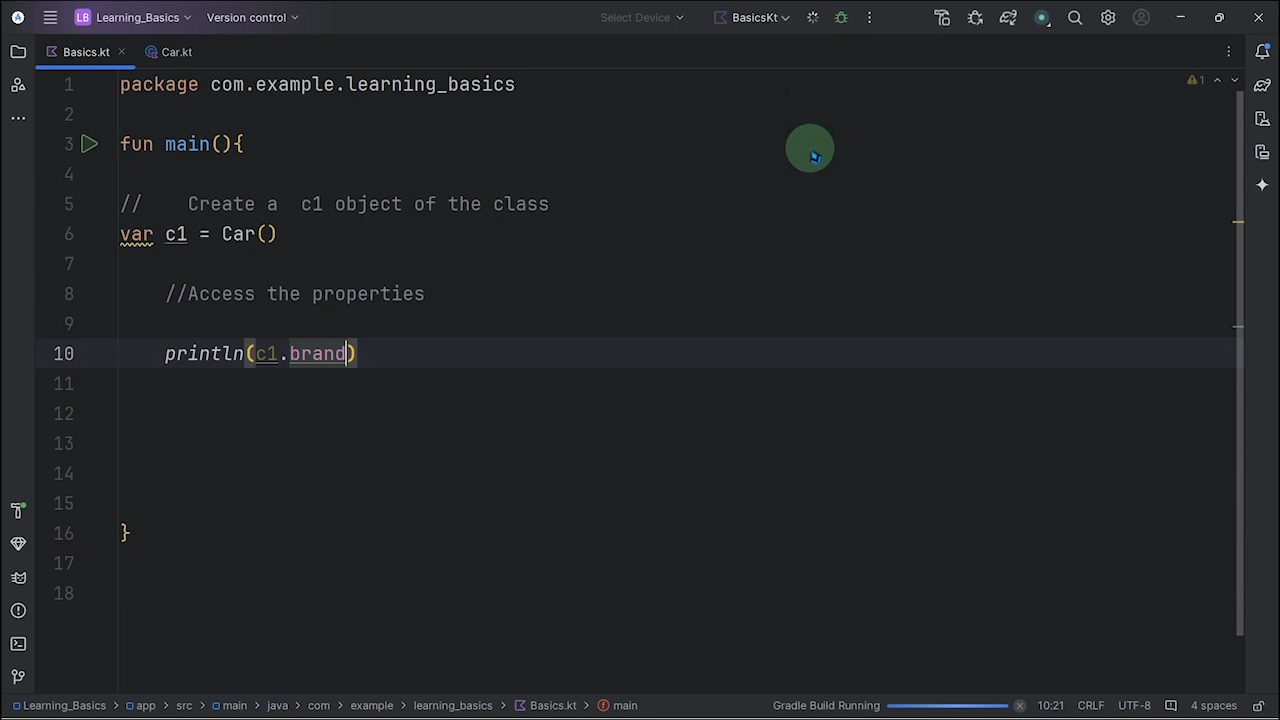 LB Learning_Basics Version control Select Device BasicsKt
Basics.kt Car.kt
1 package com.example.learning_basics 1
2
3 fun main(){
4
5 // Create a c1 object of the class
6 var c1 = Car()
7
8 //Access the properties
9
10 println(c1.brand)
11
12
13
14
15
16 }
17
18
Learning_Basics app src main java com example learning_basics Basics.kt main Gradle Build Running 10:21 CRLF UTF-8 4 spaces